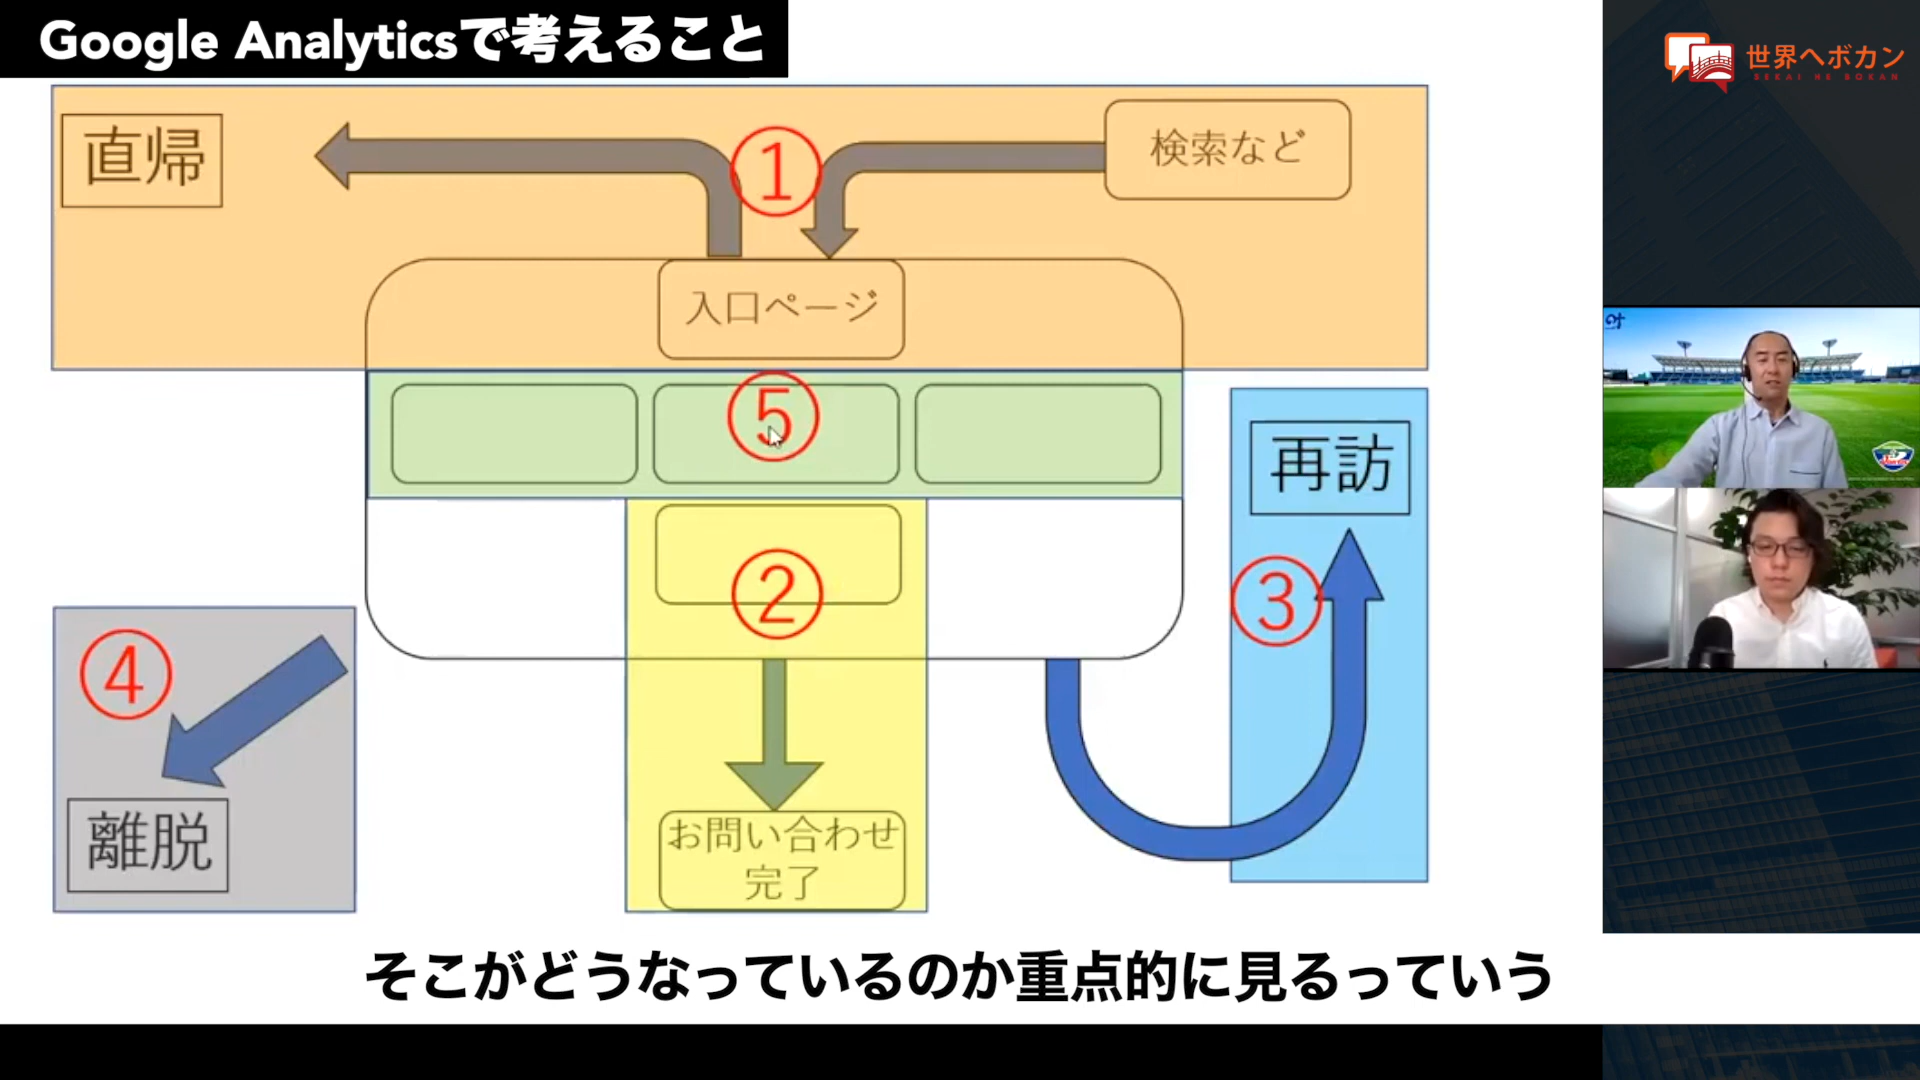 Google Analyticsで考えること
世界へボカン
SEKAI HE BOKAN
直帰
①
検索など
入口ページ
⑤
再訪
②
③
④
離脱
お問い合わせ
完了
そこがどうなっているのか重点的に見るっていう